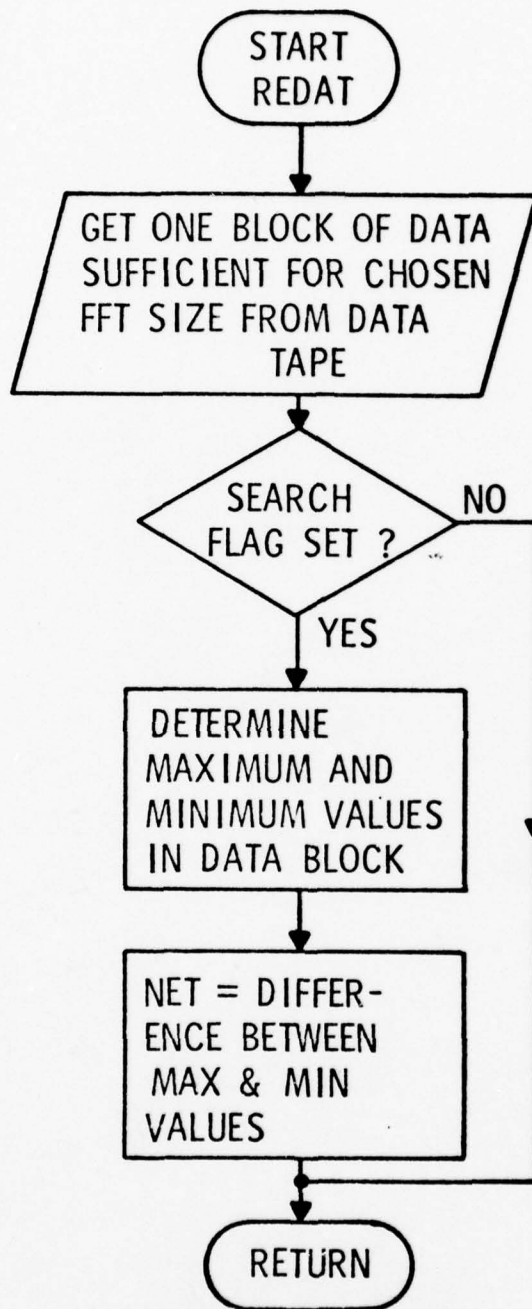 START
REDAT
GET ONE BLOCK OF DATA
SUFFICIENT FOR CHOSEN
FFT SIZE FROM DATA
TAPE
SEARCH
FLAG SET ?
NO
YES
DETERMINE
MAXIMUM AND
MINIMUM VALUES
IN DATA BLOCK
NET = DIFFER-
ENCE BETWEEN
MAX & MIN
VALUES
RETURN